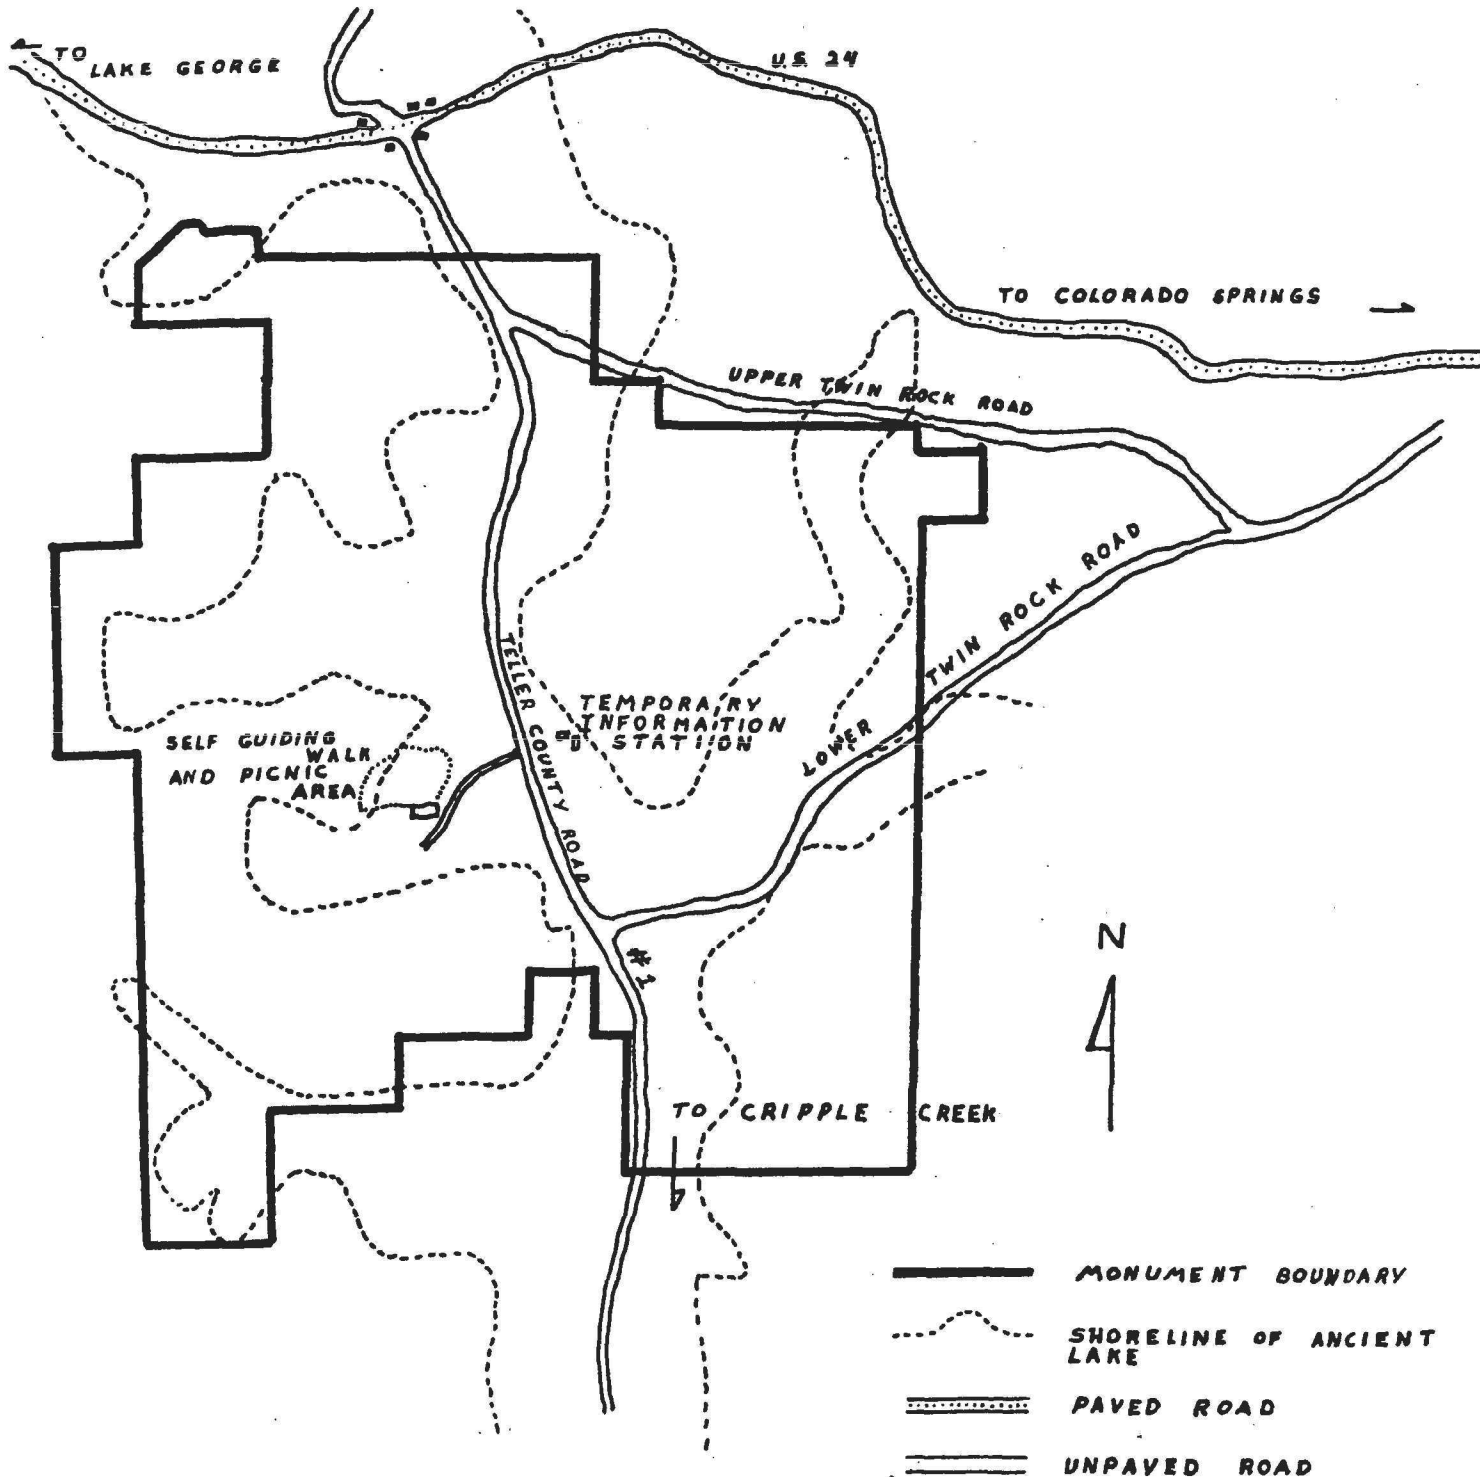 TO
LAKE GEORGE
U.S. 24
TO COLORADO SPRINGS
UPPER TWIN ROCK ROAD
LOWER TWIN ROCK ROAD
TELLER COUNTY ROAD
#1
TEMPORARY
INFORMATION
STATION
SELF GUIDING
WALK
AND PICNIC
AREA
N
TO CRIPPLE CREEK
MONUMENT BOUNDARY
SHORELINE OF ANCIENT
LAKE
PAVED ROAD
UNPAVED ROAD